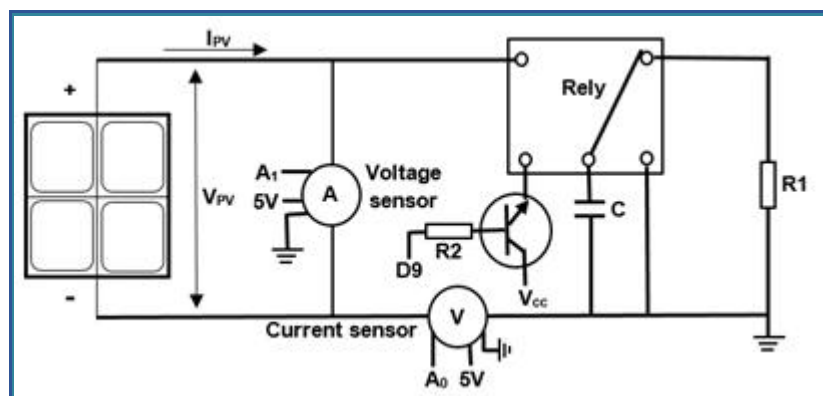 IPV
+
Rely
A1
Voltage
sensor
A
VPV
5V
R1
C
R2
D9
Vcc
-
Current sensor
V
A0
5V